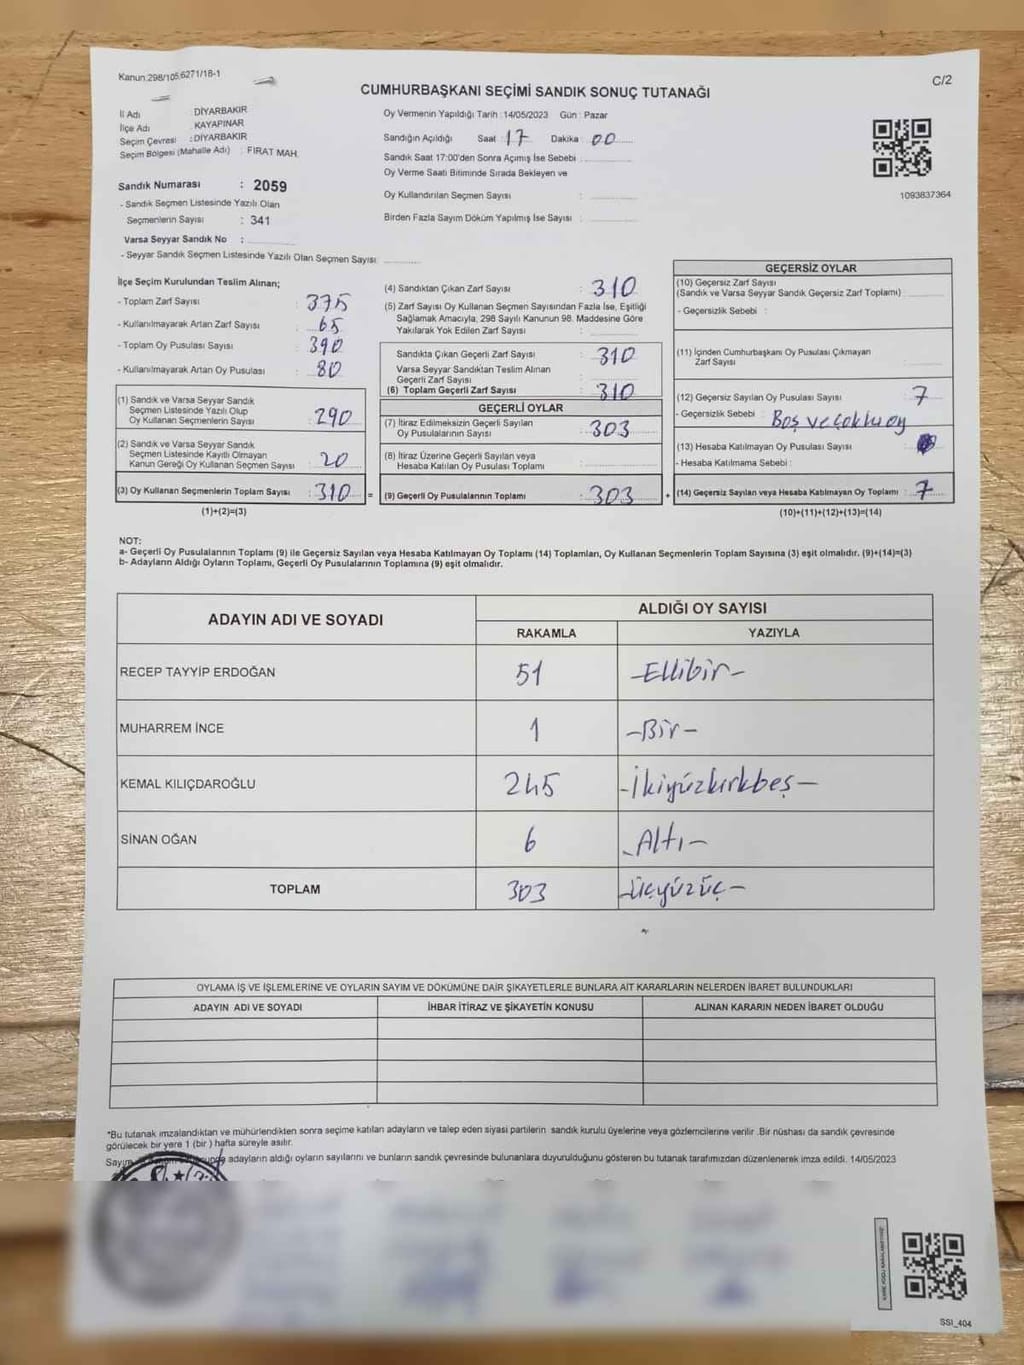 Kanun.298/105,6271/18-1
C/2
CUMHURBAŞKANI SEÇİMİ SANDIK SONUÇ TUTANAĞI
İl Adı : DİYARBAKIR
İlçe Adı : KAYAPINAR
Seçim Çevresi : DİYARBAKIR
Seçim Bölgesi (Mahalle Adı) : FIRAT MAH.
Sandık Numarası : 2059
- Sandık Seçmen Listesinde Yazılı Olan
Seçmenlerin Sayısı : 341
Varsa Seyyar Sandık No :
- Seyyar Sandık Seçmen Listesinde Yazılı Olan Seçmen Sayısı:
Oy Vermenin Yapıldığı Tarih :14/05/2023 Gün : Pazar
Sandığın Açıldığı Saat : 17 Dakika : 00
Sandık Saat 17:00'den Sonra Açılmış İse Sebebi :
Oy Verme Saati Bitiminde Sırada Bekleyen ve
Oy Kullandırılan Seçmen Sayısı :
Birden Fazla Sayım Döküm Yapılmış İse Sayısı :
1093837364
İlçe Seçim Kurulundan Teslim Alınan;
- Toplam Zarf Sayısı : 375
- Kullanılmayarak Artan Zarf Sayısı : 65
- Toplam Oy Pusulası Sayısı : 390
- Kullanılmayarak Artan Oy Pusulası : 80
(1) Sandık ve Varsa Seyyar Sandık
Seçmen Listesinde Yazılı Olup
Oy Kullanan Seçmenlerin Sayısı : 290
(2) Sandık ve Varsa Seyyar Sandık
Seçmen Listesinde Kayıtlı Olmayan
Kanun Gereği Oy Kullanan Seçmen Sayısı : 20
(3) Oy Kullanan Seçmenlerin Toplam Sayısı : 310 =
(1)+(2)=(3)
(4) Sandıktan Çıkan Zarf Sayısı : 310
(5) Zarf Sayısı Oy Kullanan Seçmen Sayısından Fazla İse, Eşitliği
Sağlamak Amacıyla, 298 Sayılı Kanunun 98. Maddesine Göre
Yakılarak Yok Edilen Zarf Sayısı :
Sandıkta Çıkan Geçerli Zarf Sayısı : 310
Varsa Seyyar Sandıktan Teslim Alınan
Geçerli Zarf Sayısı :
(6) Toplam Geçerli Zarf Sayısı : 310
GEÇERLİ OYLAR
(7) İtiraz Edilmeksizin Geçerli Sayılan
Oy Pusulalarının Sayısı : 303
(8) İtiraz Üzerine Geçerli Sayılan veya
Hesaba Katılan Oy Pusulası Toplamı :
(9) Geçerli Oy Pusulalarının Toplamı : 303 +
GEÇERSİZ OYLAR
(10) Geçersiz Zarf Sayısı
(Sandık ve Varsa Seyyar Sandık Geçersiz Zarf Toplamı) :
- Geçersizlik Sebebi :
(11) İçinden Cumhurbaşkanı Oy Pusulası Çıkmayan
Zarf Sayısı :
(12) Geçersiz Sayılan Oy Pusulası Sayısı : 7
- Geçersizlik Sebebi : Boş ve çoklu oy
(13) Hesaba Katılmayan Oy Pusulası Sayısı :
- Hesaba Katılmama Sebebi :
(14) Geçersiz Sayılan veya Hesaba Katılmayan Oy Toplamı : 7
(10)+(11)+(12)+(13)=(14)
NOT:
a- Geçerli Oy Pusulalarının Toplamı (9) ile Geçersiz Sayılan veya Hesaba Katılmayan Oy Toplamı (14) Toplamları, Oy Kullanan Seçmenlerin Toplam Sayısına (3) eşit olmalıdır. (9)+(14)=(3)
b- Adayların Aldığı Oyların Toplamı, Geçerli Oy Pusulalarının Toplamına (9) eşit olmalıdır.
ADAYIN ADI VE SOYADI
ALDIĞI OY SAYISI
RAKAMLA YAZIYLA
RECEP TAYYİP ERDOĞAN 51 -Ellibir-
MUHARREM İNCE 1 -Bir-
KEMAL KILIÇDAROĞLU 245 -İkiyüzkırkbeş-
SİNAN OĞAN 6 -Altı-
TOPLAM 303 -Üçyüzüç-
OYLAMA İŞ VE İŞLEMLERİNE VE OYLARIN SAYIM VE DÖKÜMÜNE DAİR ŞİKAYETLERLE BUNLARA AİT KARARLARIN NELERDEN İBARET BULUNDUKLARI
ADAYIN ADI VE SOYADI İHBAR İTİRAZ VE ŞİKAYETİN KONUSU ALINAN KARARIN NEDEN İBARET OLDUĞU
*Bu tutanak imzalandıktan ve mühürlendikten sonra seçime katılan adayların ve talep eden siyasi partilerin sandık kurulu üyelerine veya gözlemcilerine verilir .Bir nüshası da sandık çevresinde
görülecek bir yere 1 (bir ) hafta süreyle asılır.
Sayım adayların aldığı oyların sayılarını ve bunların sandık çevresinde bulunanlara duyurulduğunu gösteren bu tutanak tarafımızdan düzenlenerek imza edildi. 14/05/2023
SSI_404